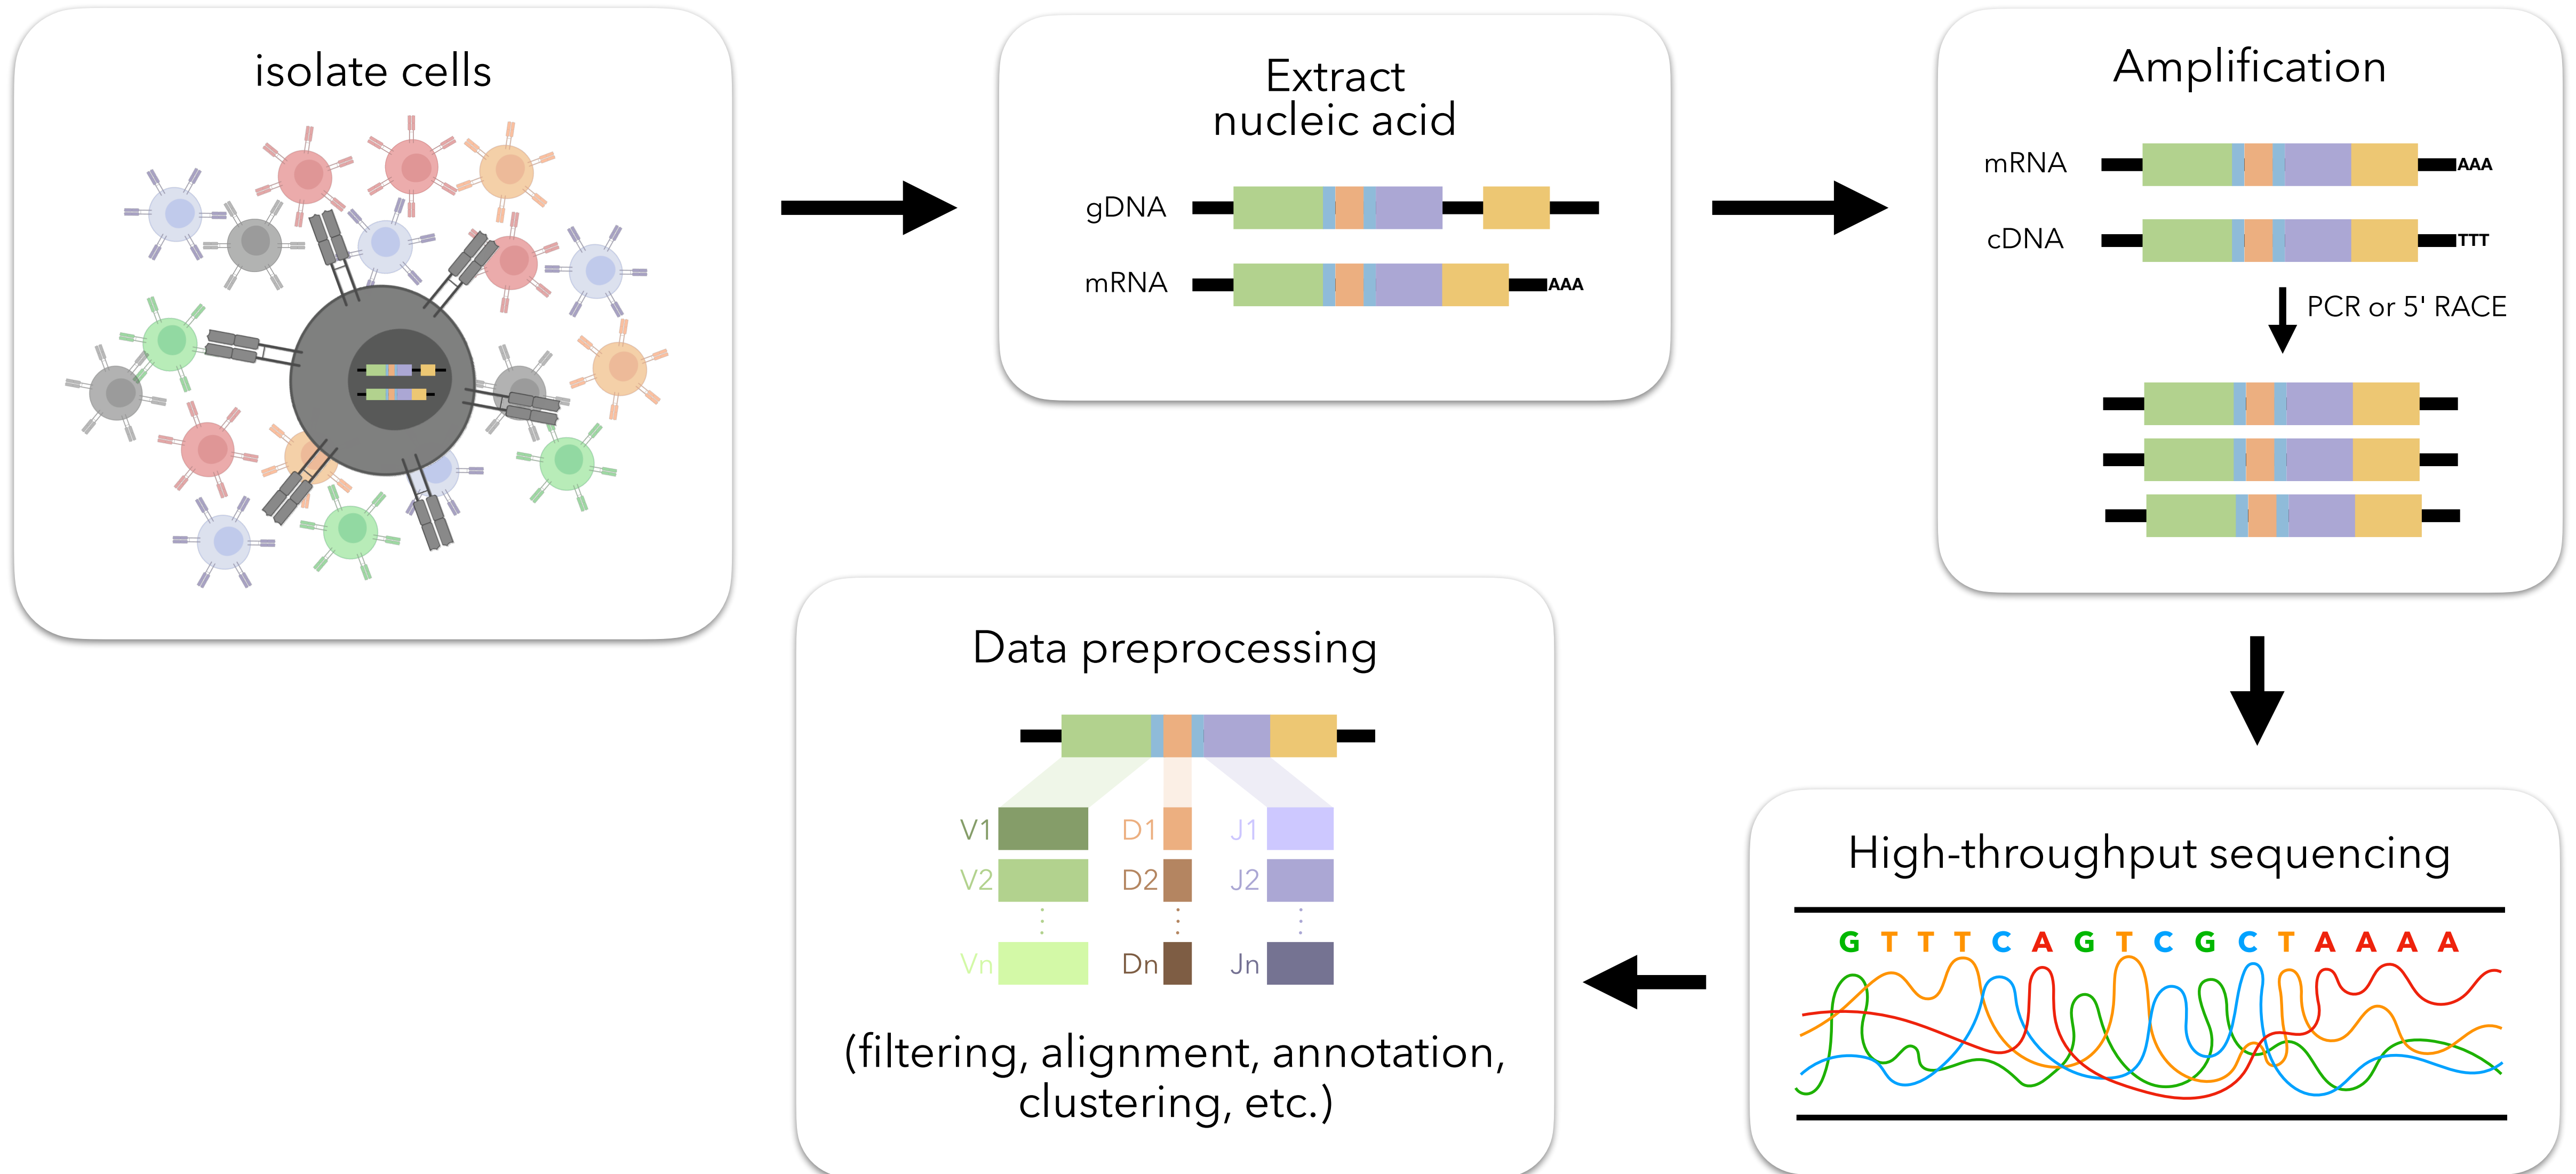 isolate cells
Extract
nucleic acid
gDNA
mRNA
AAA
Amplification
mRNA
AAA
cDNA
TTT
PCR or 5' RACE
High-throughput sequencing
G T T T C A G T C G C T A A A A
Data preprocessing
V1 D1 J1
V2 D2 J2
Vn Dn Jn
(filtering, alignment, annotation,
clustering, etc.)